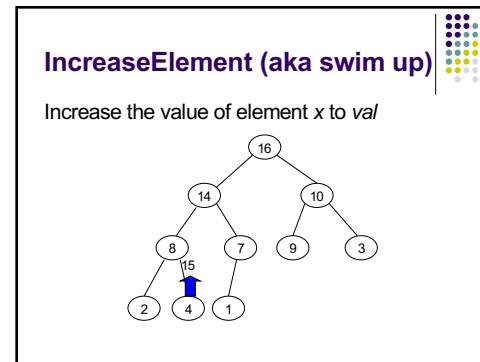 IncreaseElement (aka swim up)
Increase the value of element x to val
16
14 10
8 7 9 3
15
2 4 1